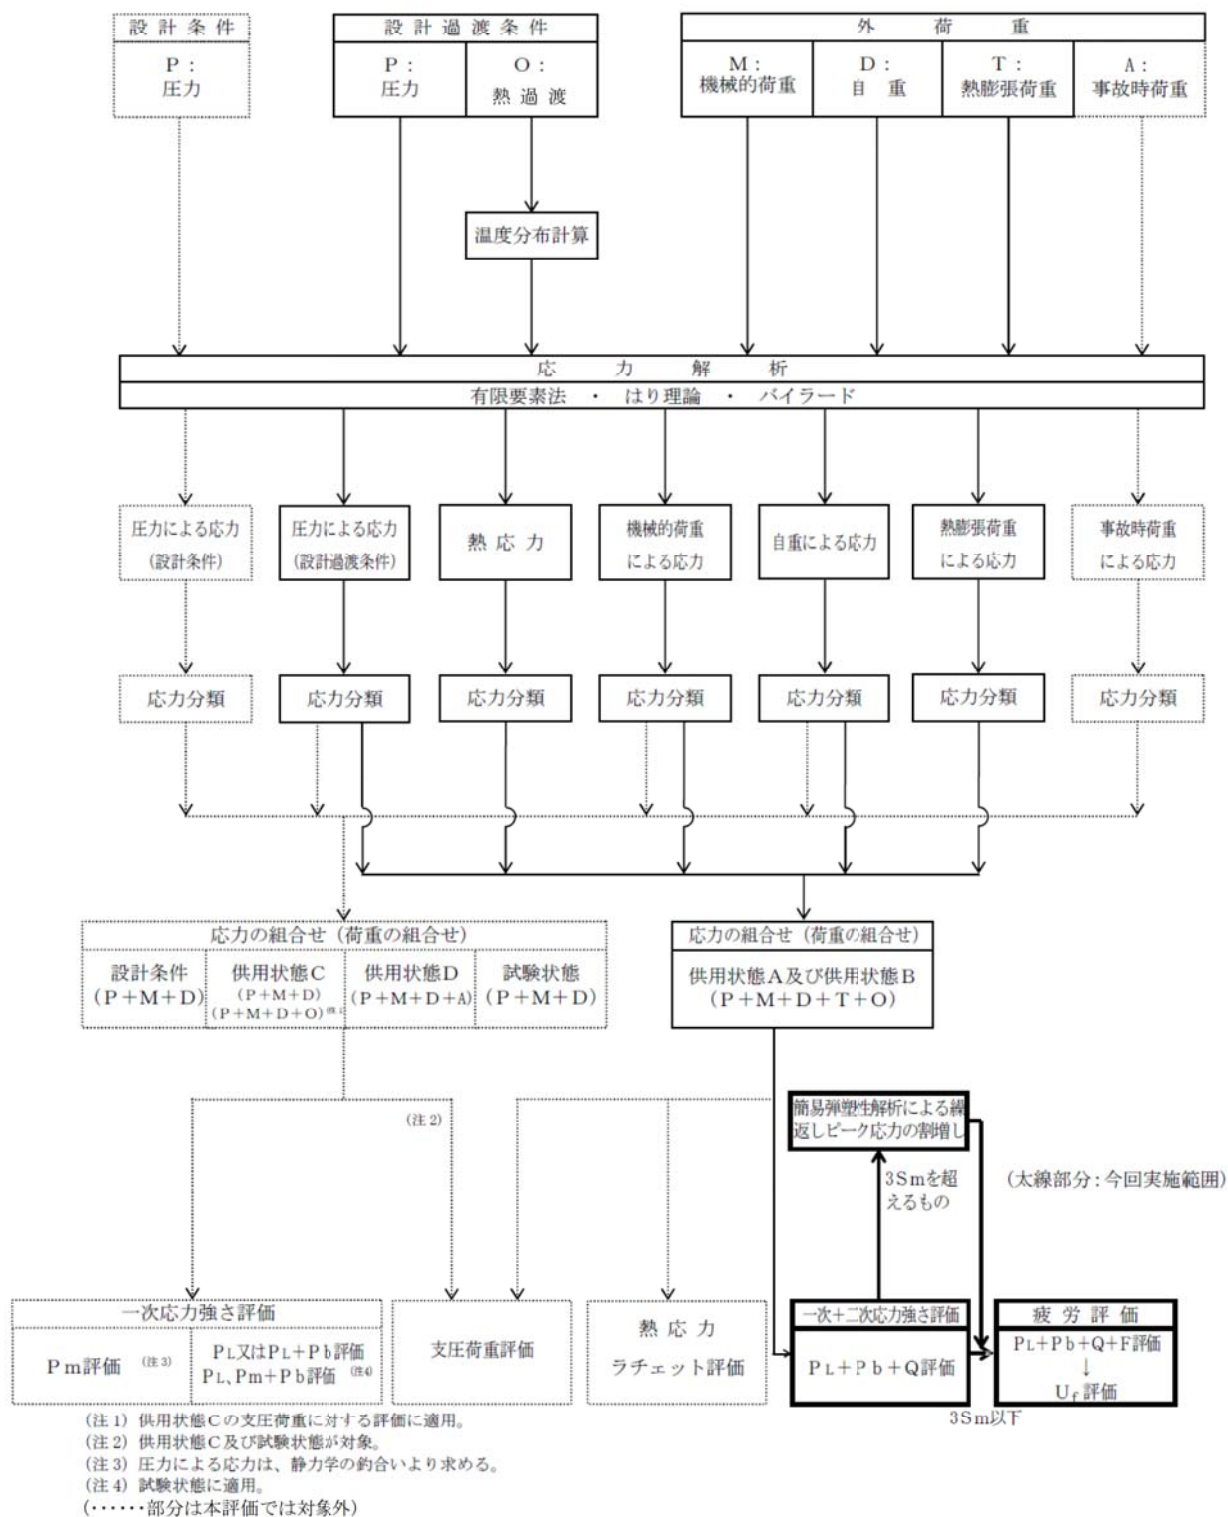 設計条件
P：
圧力
設計過渡条件
P：
圧力
O：
熱過渡
外荷重
M：
機械的荷重
D：
自重
T：
熱膨張荷重
A：
事故時荷重
温度分布計算
応力解析
有限要素法　・　はり理論　・　バイラード
圧力による応力
(設計条件)
圧力による応力
(設計過渡条件)
熱応力
機械的荷重
による応力
自重による応力
熱膨張荷重
による応力
事故時荷重
による応力
応力分類
応力分類
応力分類
応力分類
応力分類
応力分類
応力分類
応力の組合せ（荷重の組合せ）
設計条件
（P＋M＋D）
供用状態C
（P＋M＋D）
（P＋M＋D＋O）(注1)
供用状態D
（P＋M＋D＋A）
試験状態
（P＋M＋D）
応力の組合せ（荷重の組合せ）
供用状態A及び供用状態B
（P＋M＋D＋T＋O）
(注2)
簡易弾塑性解析による繰
返しピーク応力の割増し
3Smを超
えるもの
（太線部分：今回実施範囲）
一次応力強さ評価
Pm評価 (注3)
PL又はPL＋Pb評価
PL、Pm＋Pb評価 (注4)
支圧荷重評価
熱応力
ラチェット評価
一次＋二次応力強さ評価
PL＋Pb＋Q評価
疲労評価
PL＋Pb＋Q＋F評価
↓
Uf評価
3Sm以下
(注1) 供用状態Cの支圧荷重に対する評価に適用。
(注2) 供用状態C及び試験状態が対象。
(注3) 圧力による応力は、静力学の釣合いより求める。
(注4) 試験状態に適用。
(・・・・・・部分は本評価では対象外)